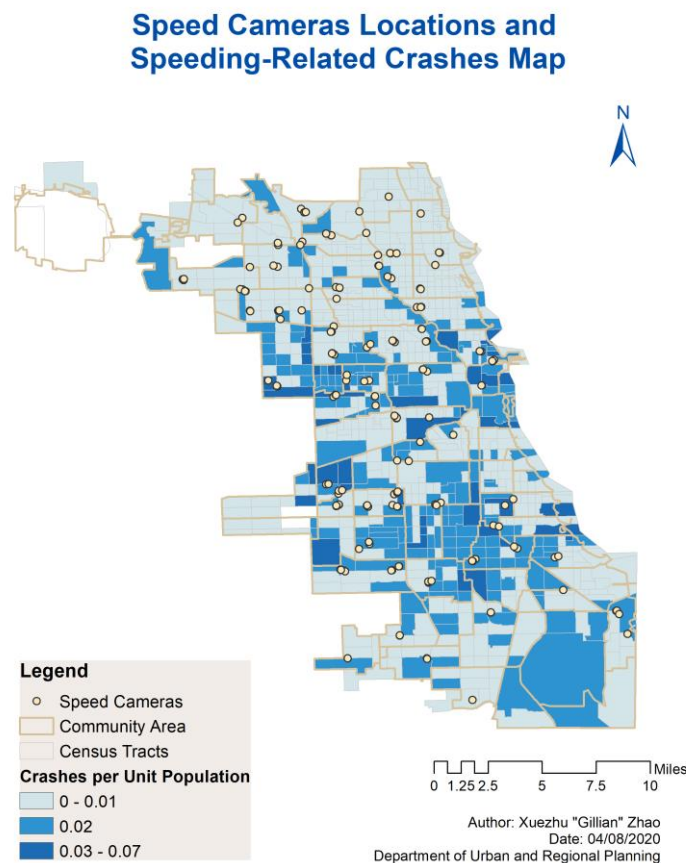 Speed Cameras Locations and
Speeding-Related Crashes Map
N
Legend
Speed Cameras
Community Area
Census Tracts
Crashes per Unit Population
0 - 0.01
0.02
0.03 - 0.07
Miles
0 1.25 2.5 5 7.5 10
Author: Xuezhu "Gillian" Zhao
Date: 04/08/2020
Department of Urban and Regional Planning